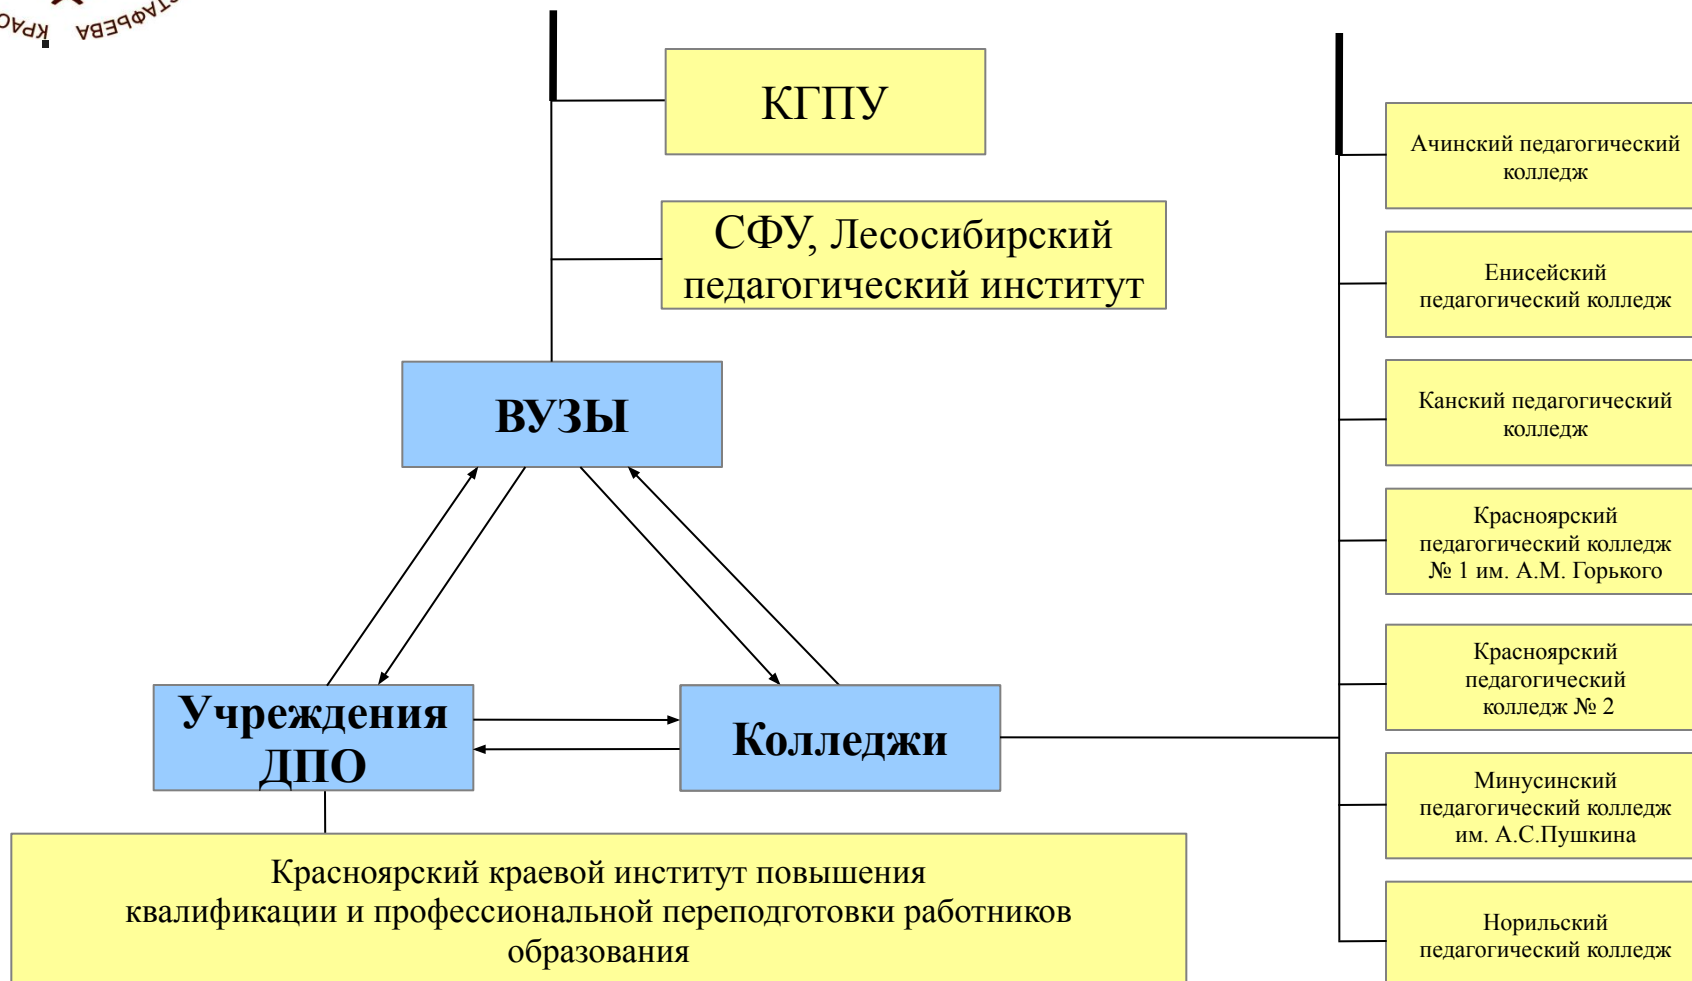 КГПУ
СФУ, Лесосибирский
педагогический институт
ВУЗЫ
Учреждения
ДПО
Колледжи
Красноярский краевой институт повышения
квалификации и профессиональной переподготовки работников
образования
Ачинский педагогический
колледж
Енисейский
педагогический колледж
Канский педагогический
колледж
Красноярский
педагогический колледж
№ 1 им. А.М. Горького
Красноярский
педагогический
колледж № 2
Минусинский
педагогический колледж
им. А.С.Пушкина
Норильский
педагогический колледж